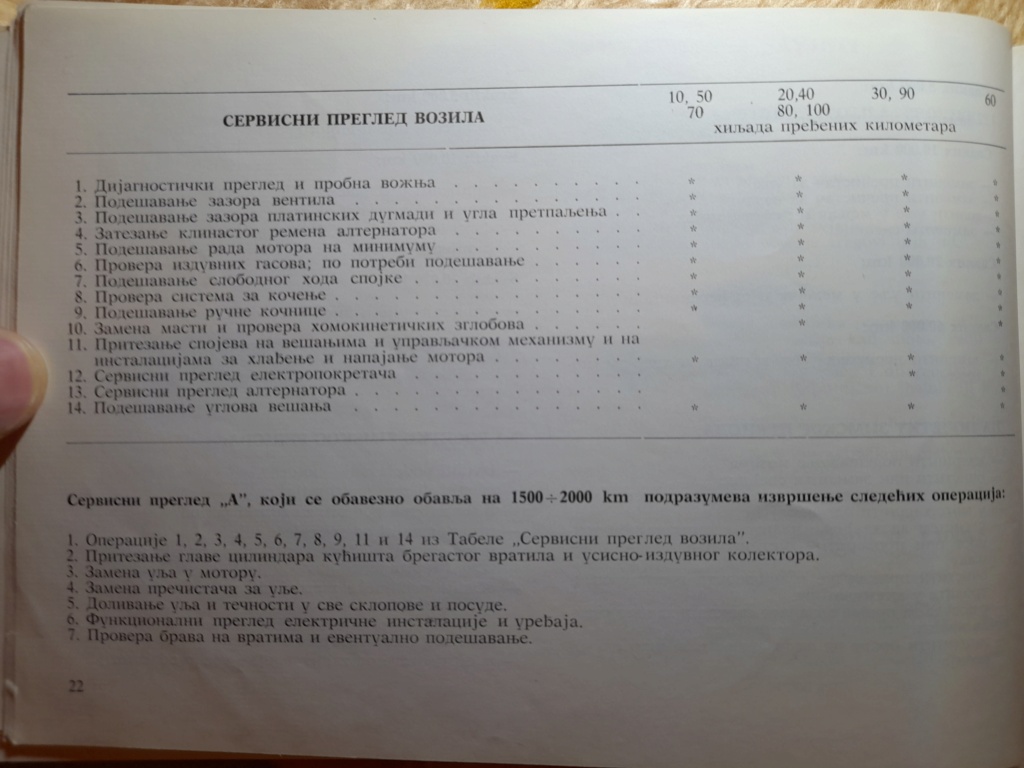 СЕРВИСНИ ПРЕГЛЕД ВОЗИЛА 10, 50 20,40 30, 90 60
70 80, 100
хиљада пређених километара
1. Дијагностички преглед и пробна вожња . . . . . . . . . . * * * *
2. Подешавање зазора вентила . . . . . . . . . . . . . . . * * * *
3. Подешавање зазора платинских дугмади и угла претпаљења . . * * * *
4. Затезање клинастог ремена алтернатора . . . . . . . . . . * * * *
5. Подешавање рада мотора на минимуму . . . . . . . . . . * * * *
6. Провера издувних гасова; по потреби подешавање . . . . . . * * * *
7. Подешавање слободног хода спојке . . . . . . . . . . . . * * * *
8. Провера система за кочење . . . . . . . . . . . . . . . . * * * *
9. Подешавање ручне кочнице . . . . . . . . . . . . . . . . * * * *
10. Замена масти и провера хомокинетичких зглобова . . . . . . * *
11. Притезање спојева на вешањима и управљачком механизму и на
инсталацијама за хлађење и напајање мотора . . . . . . . . * * * *
12. Сервисни преглед електропокретача . . . . . . . . . . . . * *
13. Сервисни преглед алтернатора . . . . . . . . . . . . . . . *
14. Подешавање углова вешања . . . . . . . . . . . . . . . * * * *
Сервисни преглед „А”, који се обавезно обавља на 1500÷2000 km подразумева извршење следећих операција:
1. Операције 1, 2, 3, 4, 5, 6, 7, 8, 9, 11 и 14 из Табеле „Сервисни преглед возила”.
2. Притезање главе цилиндара кућишта брегастог вратила и усисно-издувног колектора.
3. Замена уља у мотору.
4. Замена пречистача за уље.
5. Доливање уља и течности у све склопове и посуде.
6. Функционални преглед електричне инсталације и уређаја.
7. Провера брава на вратима и евентуално подешавање.
22